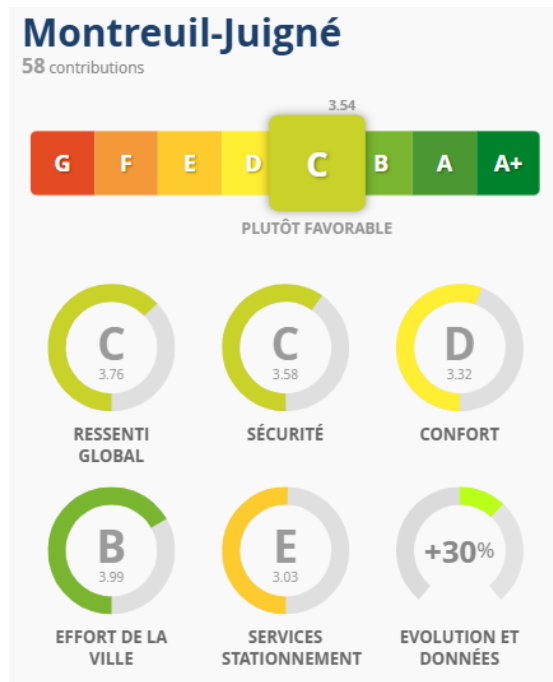 Montreuil-Juigné
58 contributions
3.54
G F E D C B A A+
PLUTÔT FAVORABLE
C C D
3.76 3.58 3.32
RESSENTI GLOBAL
SÉCURITÉ
CONFORT
B E +30%
3.99 3.03
EFFORT DE LA VILLE
SERVICES STATIONNEMENT
EVOLUTION ET DONNÉES